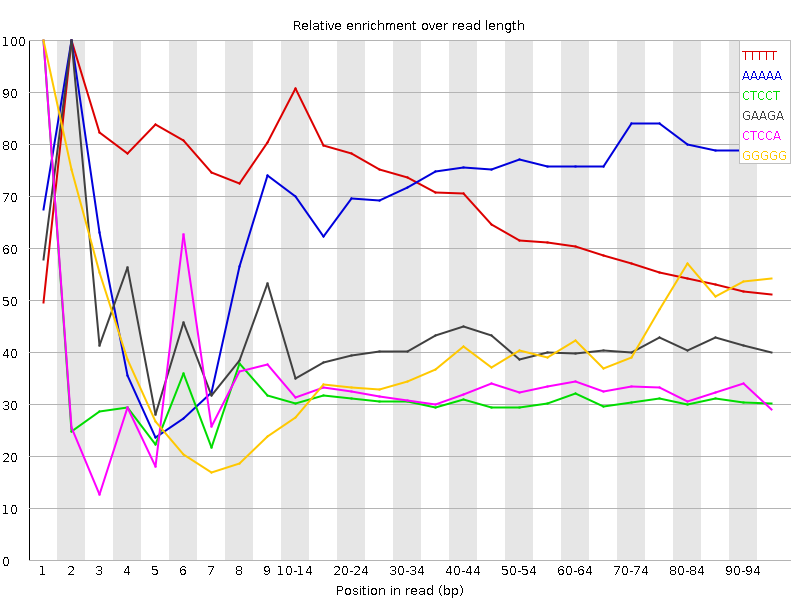 Relative enrichment over read length
100
90
80
70
60
50
40
30
20
10
0
TTTTT
AAAAA
CTCCT
GAAGA
CTCCA
GGGGG
1 2 3 4 5 6 7 8 9 10-14 20-24 30-34 40-44 50-54 60-64 70-74 80-84 90-94
Position in read (bp)